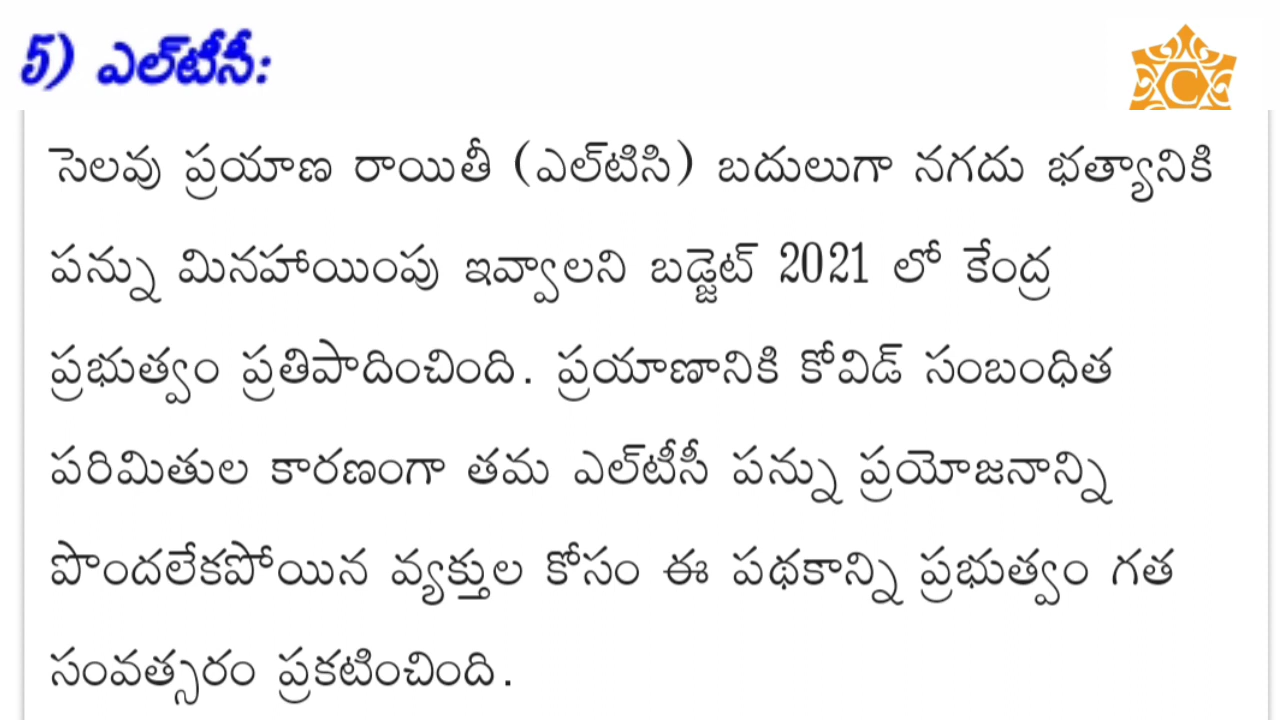 5) ఎల్‌టీసీ:
C
సెలవు ప్రయాణ రాయితీ (ఎల్‌టిసి) బదులుగా నగదు భత్యానికి
పన్ను మినహాయింపు ఇవ్వాలని బడ్జెట్ 2021 లో కేంద్ర
ప్రభుత్వం ప్రతిపాదించింది. ప్రయాణానికి కోవిడ్ సంబంధిత
పరిమితుల కారణంగా తమ ఎల్‌టీసీ పన్ను ప్రయోజనాన్ని
పొందలేకపోయిన వ్యక్తుల కోసం ఈ పథకాన్ని ప్రభుత్వం గత
సంవత్సరం ప్రకటించింది.